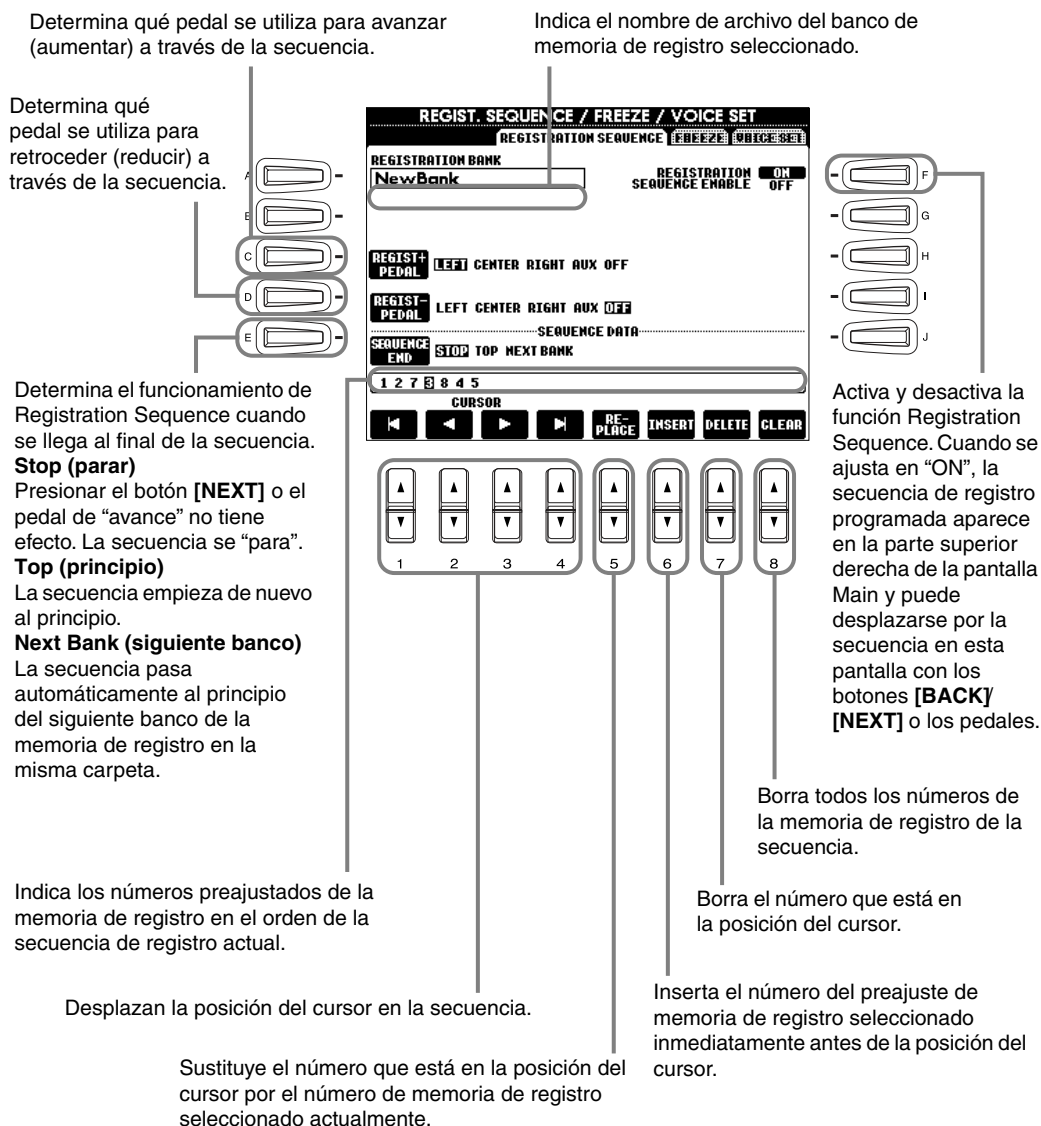 Determina qué pedal se utiliza para avanzar
(aumentar) a través de la secuencia.
Indica el nombre de archivo del banco de
memoria de registro seleccionado.
Determina qué
pedal se utiliza para
retroceder (reducir) a
través de la secuencia.
REGIST. SEQUENCE / FREEZE / VOICE SET
REGISTRATION SEQUENCE FREEZE VOICE SET
REGISTRATION BANK
NewBank
REGISTRATION ON
SEQUENCE ENABLE OFF
REGIST+
PEDAL
LEFT CENTER RIGHT AUX OFF
REGIST-
PEDAL
LEFT CENTER RIGHT AUX OFF
SEQUENCE DATA
SEQUENCE
END
STOP TOP NEXT BANK
1 2 7 3 8 4 5
CURSOR
RE-
PLACE
INSERT DELETE CLEAR
A
B
C
D
E
F
G
H
I
J
1 2 3 4 5 6 7 8
Determina el funcionamiento de
Registration Sequence cuando
se llega al final de la secuencia.
Stop (parar)
Presionar el botón [NEXT] o el
pedal de “avance” no tiene
efecto. La secuencia se “para”.
Top (principio)
La secuencia empieza de nuevo
al principio.
Next Bank (siguiente banco)
La secuencia pasa
automáticamente al principio
del siguiente banco de la
memoria de registro en la
misma carpeta.
Activa y desactiva la
función Registration
Sequence. Cuando se
ajusta en “ON”, la
secuencia de registro
programada aparece
en la parte superior
derecha de la pantalla
Main y puede
desplazarse por la
secuencia en esta
pantalla con los
botones [BACK]/
[NEXT] o los pedales.
Borra todos los números de
la memoria de registro de la
secuencia.
Indica los números preajustados de la
memoria de registro en el orden de la
secuencia de registro actual.
Borra el número que está en
la posición del cursor.
Desplazan la posición del cursor en la secuencia.
Inserta el número del preajuste de
memoria de registro seleccionado
inmediatamente antes de la posición del
cursor.
Sustituye el número que está en la posición del
cursor por el número de memoria de registro
seleccionado actualmente.